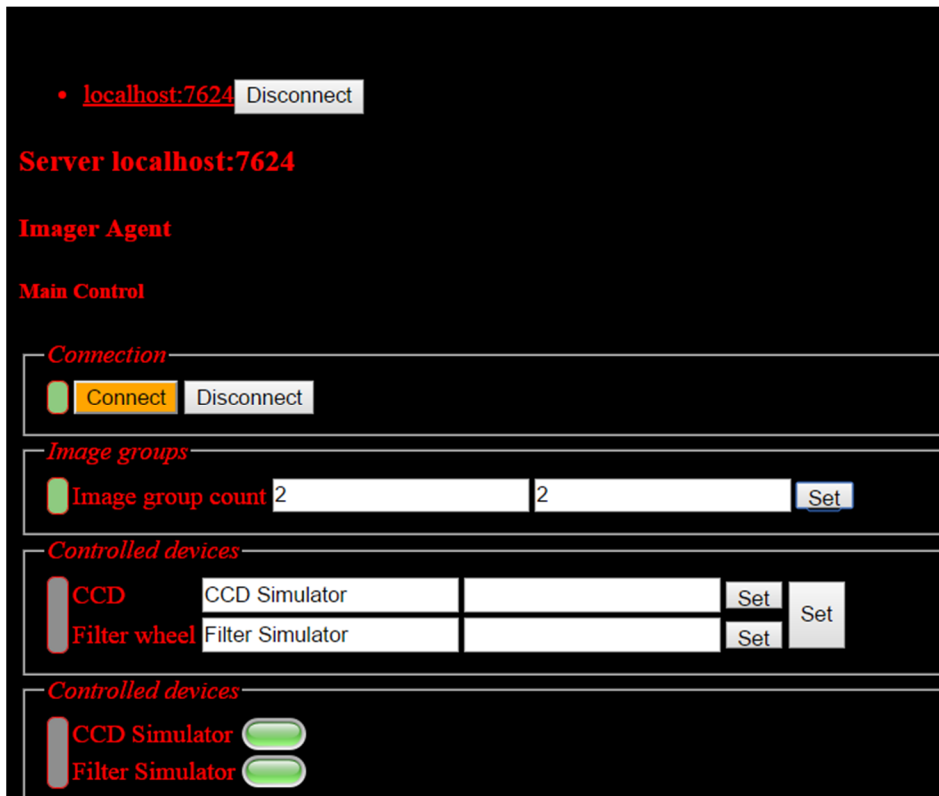 localhost:7624 Disconnect
Server localhost:7624
Imager Agent
Main Control
Connection
Connect Disconnect
Image groups
Image group count 2 2 Set
Controlled devices
CCD CCD Simulator Set
Set
Filter wheel Filter Simulator Set
Controlled devices
CCD Simulator
Filter Simulator